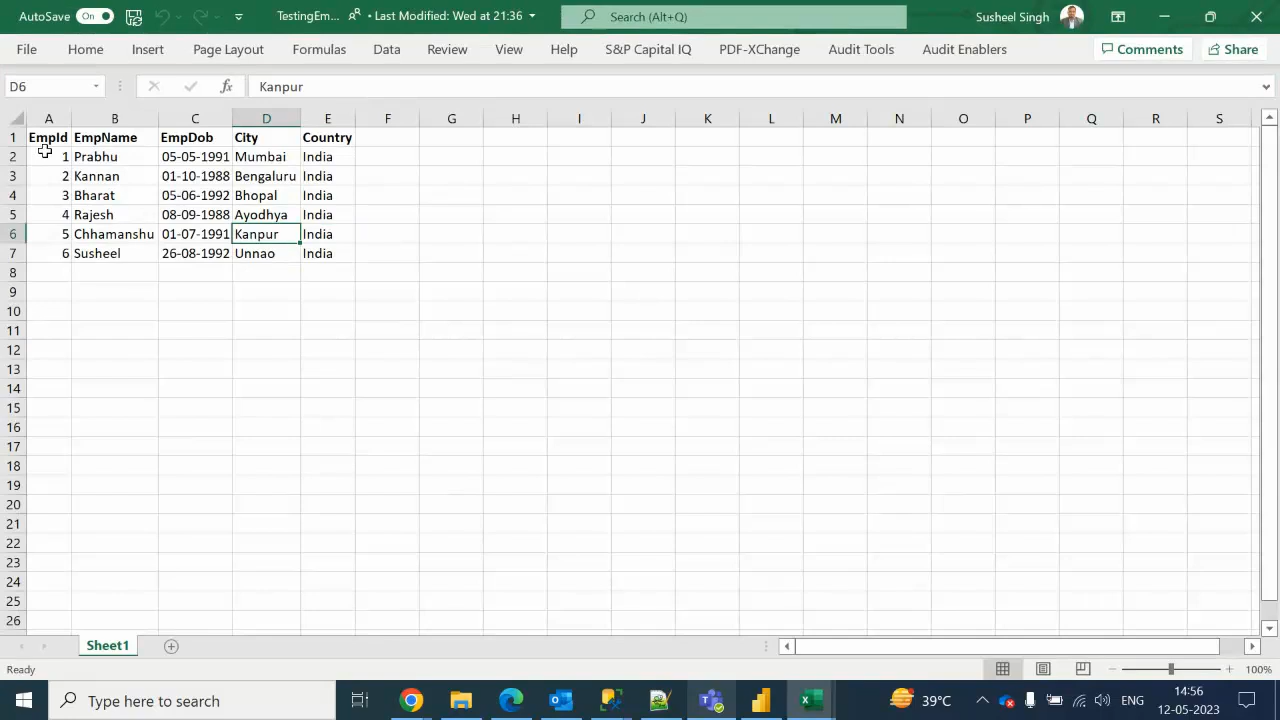 AutoSave On TestingEm... • Last Modified: Wed at 21:36 Search (Alt+Q) Susheel Singh
File Home Insert Page Layout Formulas Data Review View Help S&P Capital IQ PDF-XChange Audit Tools Audit Enablers Comments Share
D6 fx Kanpur
A B C D E F G H I J K L M N O P Q R S
1 EmpId EmpName EmpDob City Country
2 1 Prabhu 05-05-1991 Mumbai India
3 2 Kannan 01-10-1988 Bengaluru India
4 3 Bharat 05-06-1992 Bhopal India
5 4 Rajesh 08-09-1988 Ayodhya India
6 5 Chhamanshu 01-07-1991 Kanpur India
7 6 Susheel 26-08-1992 Unnao India
8
9
10
11
12
13
14
15
16
17
18
19
20
21
22
23
24
25
26
Sheet1
Ready 100%
Type here to search 39°C ENG 14:56
12-05-2023